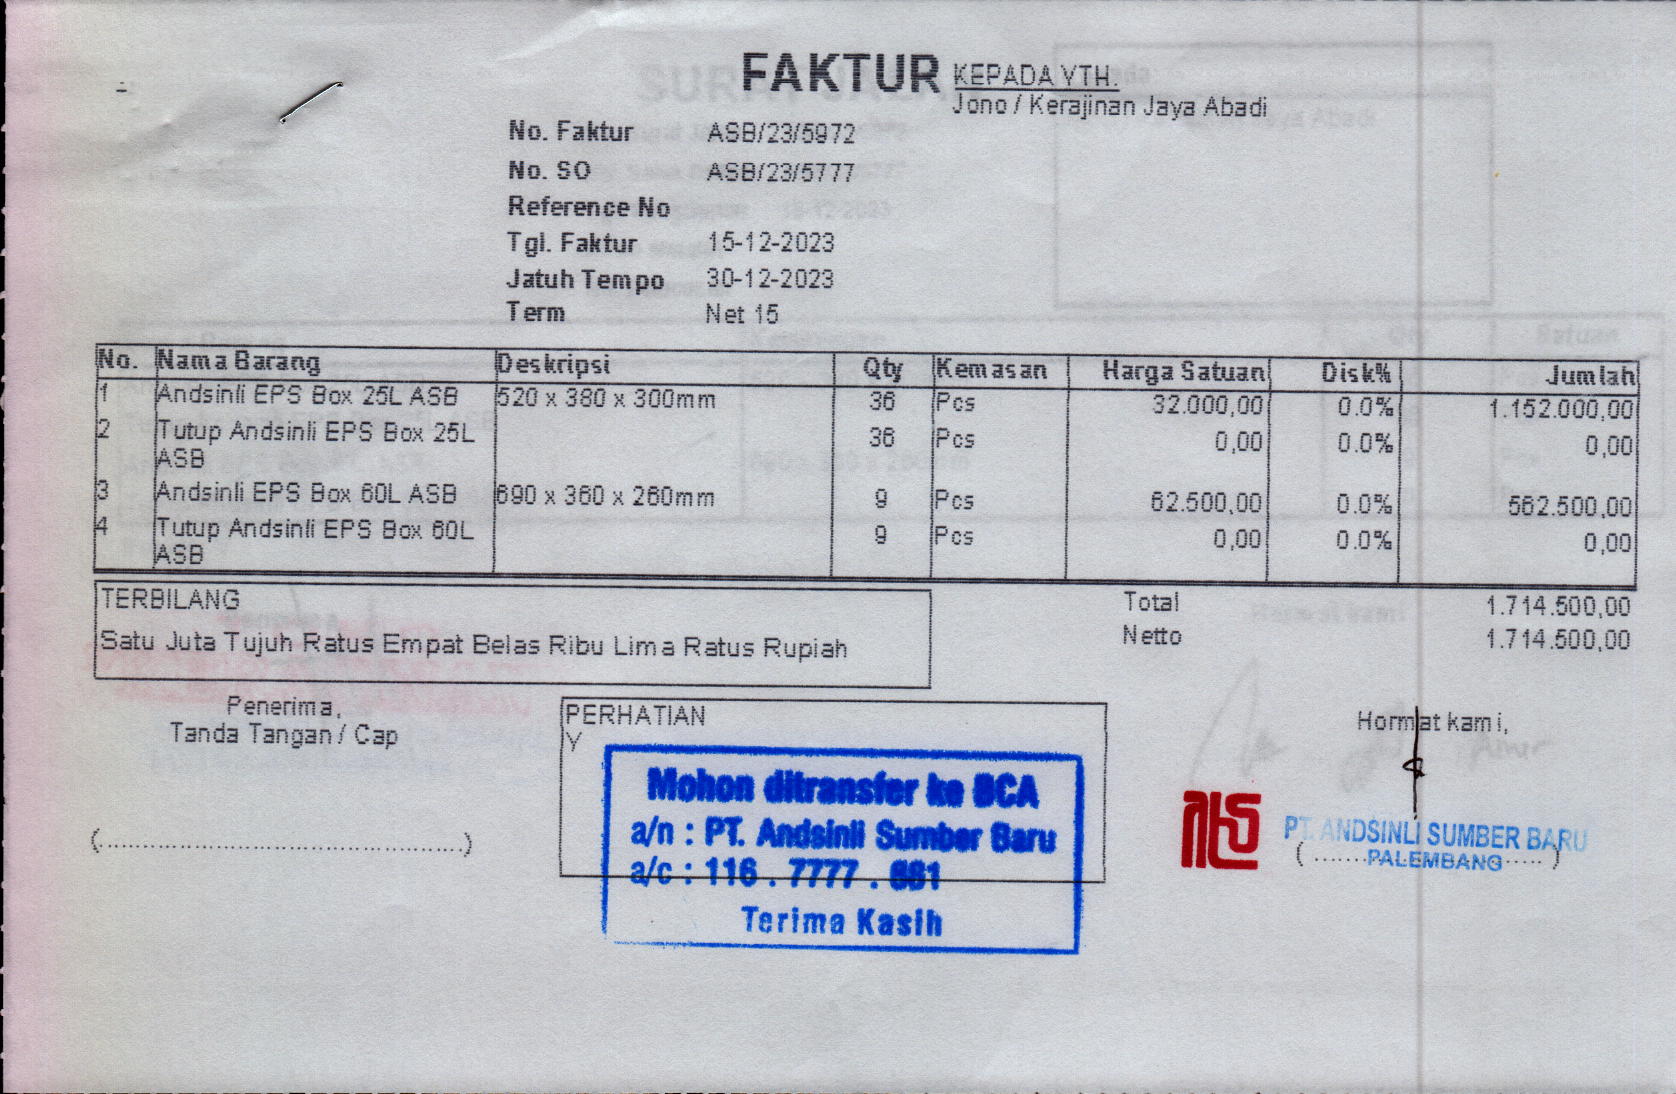 FAKTUR
KEPADA YTH.
Jono / Kerajinan Jaya Abadi
No. Faktur ASB/23/5972
No. SO ASB/23/5777
Reference No
Tgl. Faktur 15-12-2023
Jatuh Tempo 30-12-2023
Term Net 15
No. Nama Barang Deskripsi Qty Kemasan Harga Satuan Disk% Jumlah
1 Andsinli EPS Box 25L ASB 520 x 380 x 300mm 36 Pcs 32.000,00 0.0% 1.152.000,00
2 Tutup Andsinli EPS Box 25L 36 Pcs 0,00 0.0% 0,00
ASB
3 Andsinli EPS Box 60L ASB 690 x 360 x 260mm 9 Pcs 62.500,00 0.0% 562.500,00
4 Tutup Andsinli EPS Box 60L 9 Pcs 0,00 0.0% 0,00
ASB
TERBILANG
Satu Juta Tujuh Ratus Empat Belas Ribu Lima Ratus Rupiah
Total 1.714.500,00
Netto 1.714.500,00
Penerima,
Tanda Tangan / Cap
(................................................)
PERHATIAN
Y
Mohon ditransfer ke BCA
a/n : PT. Andsinli Sumber Baru
a/c : 116 . 7777 . 881
Terima Kasih
Hormat kami,
PT. ANDSINLI SUMBER BARU
PALEMBANG